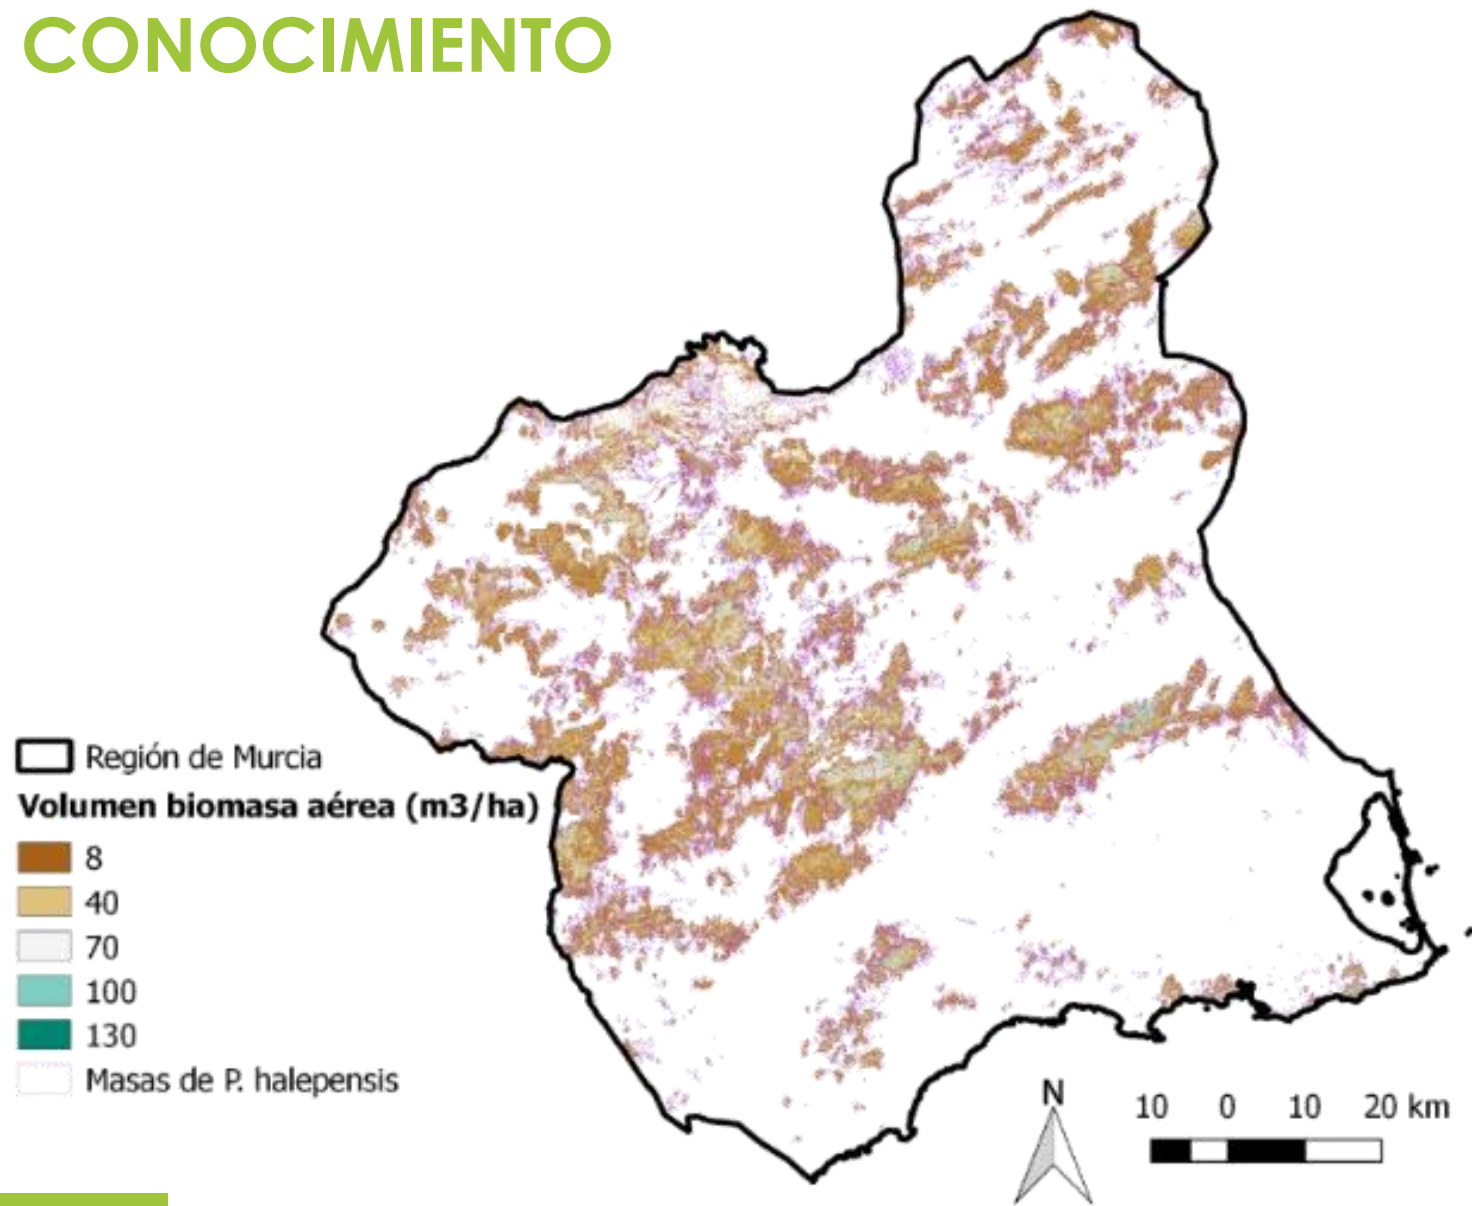 CONOCIMIENTO
Región de Murcia
Volumen biomasa aérea (m3/ha)
8
40
70
100
130
Masas de P. halepensis
N
10 0 10 20 km